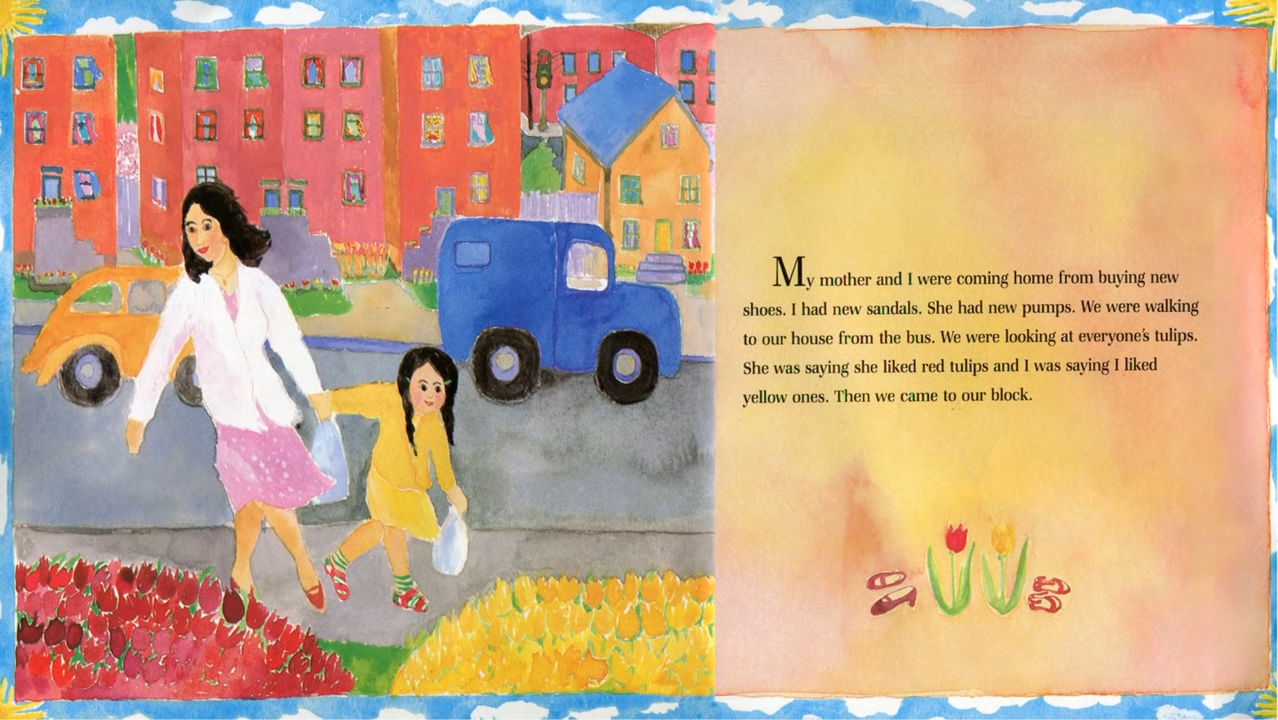 My mother and I were coming home from buying new
shoes. I had new sandals. She had new pumps. We were walking
to our house from the bus. We were looking at everyone's tulips.
She was saying she liked red tulips and I was saying I liked
yellow ones. Then we came to our block.